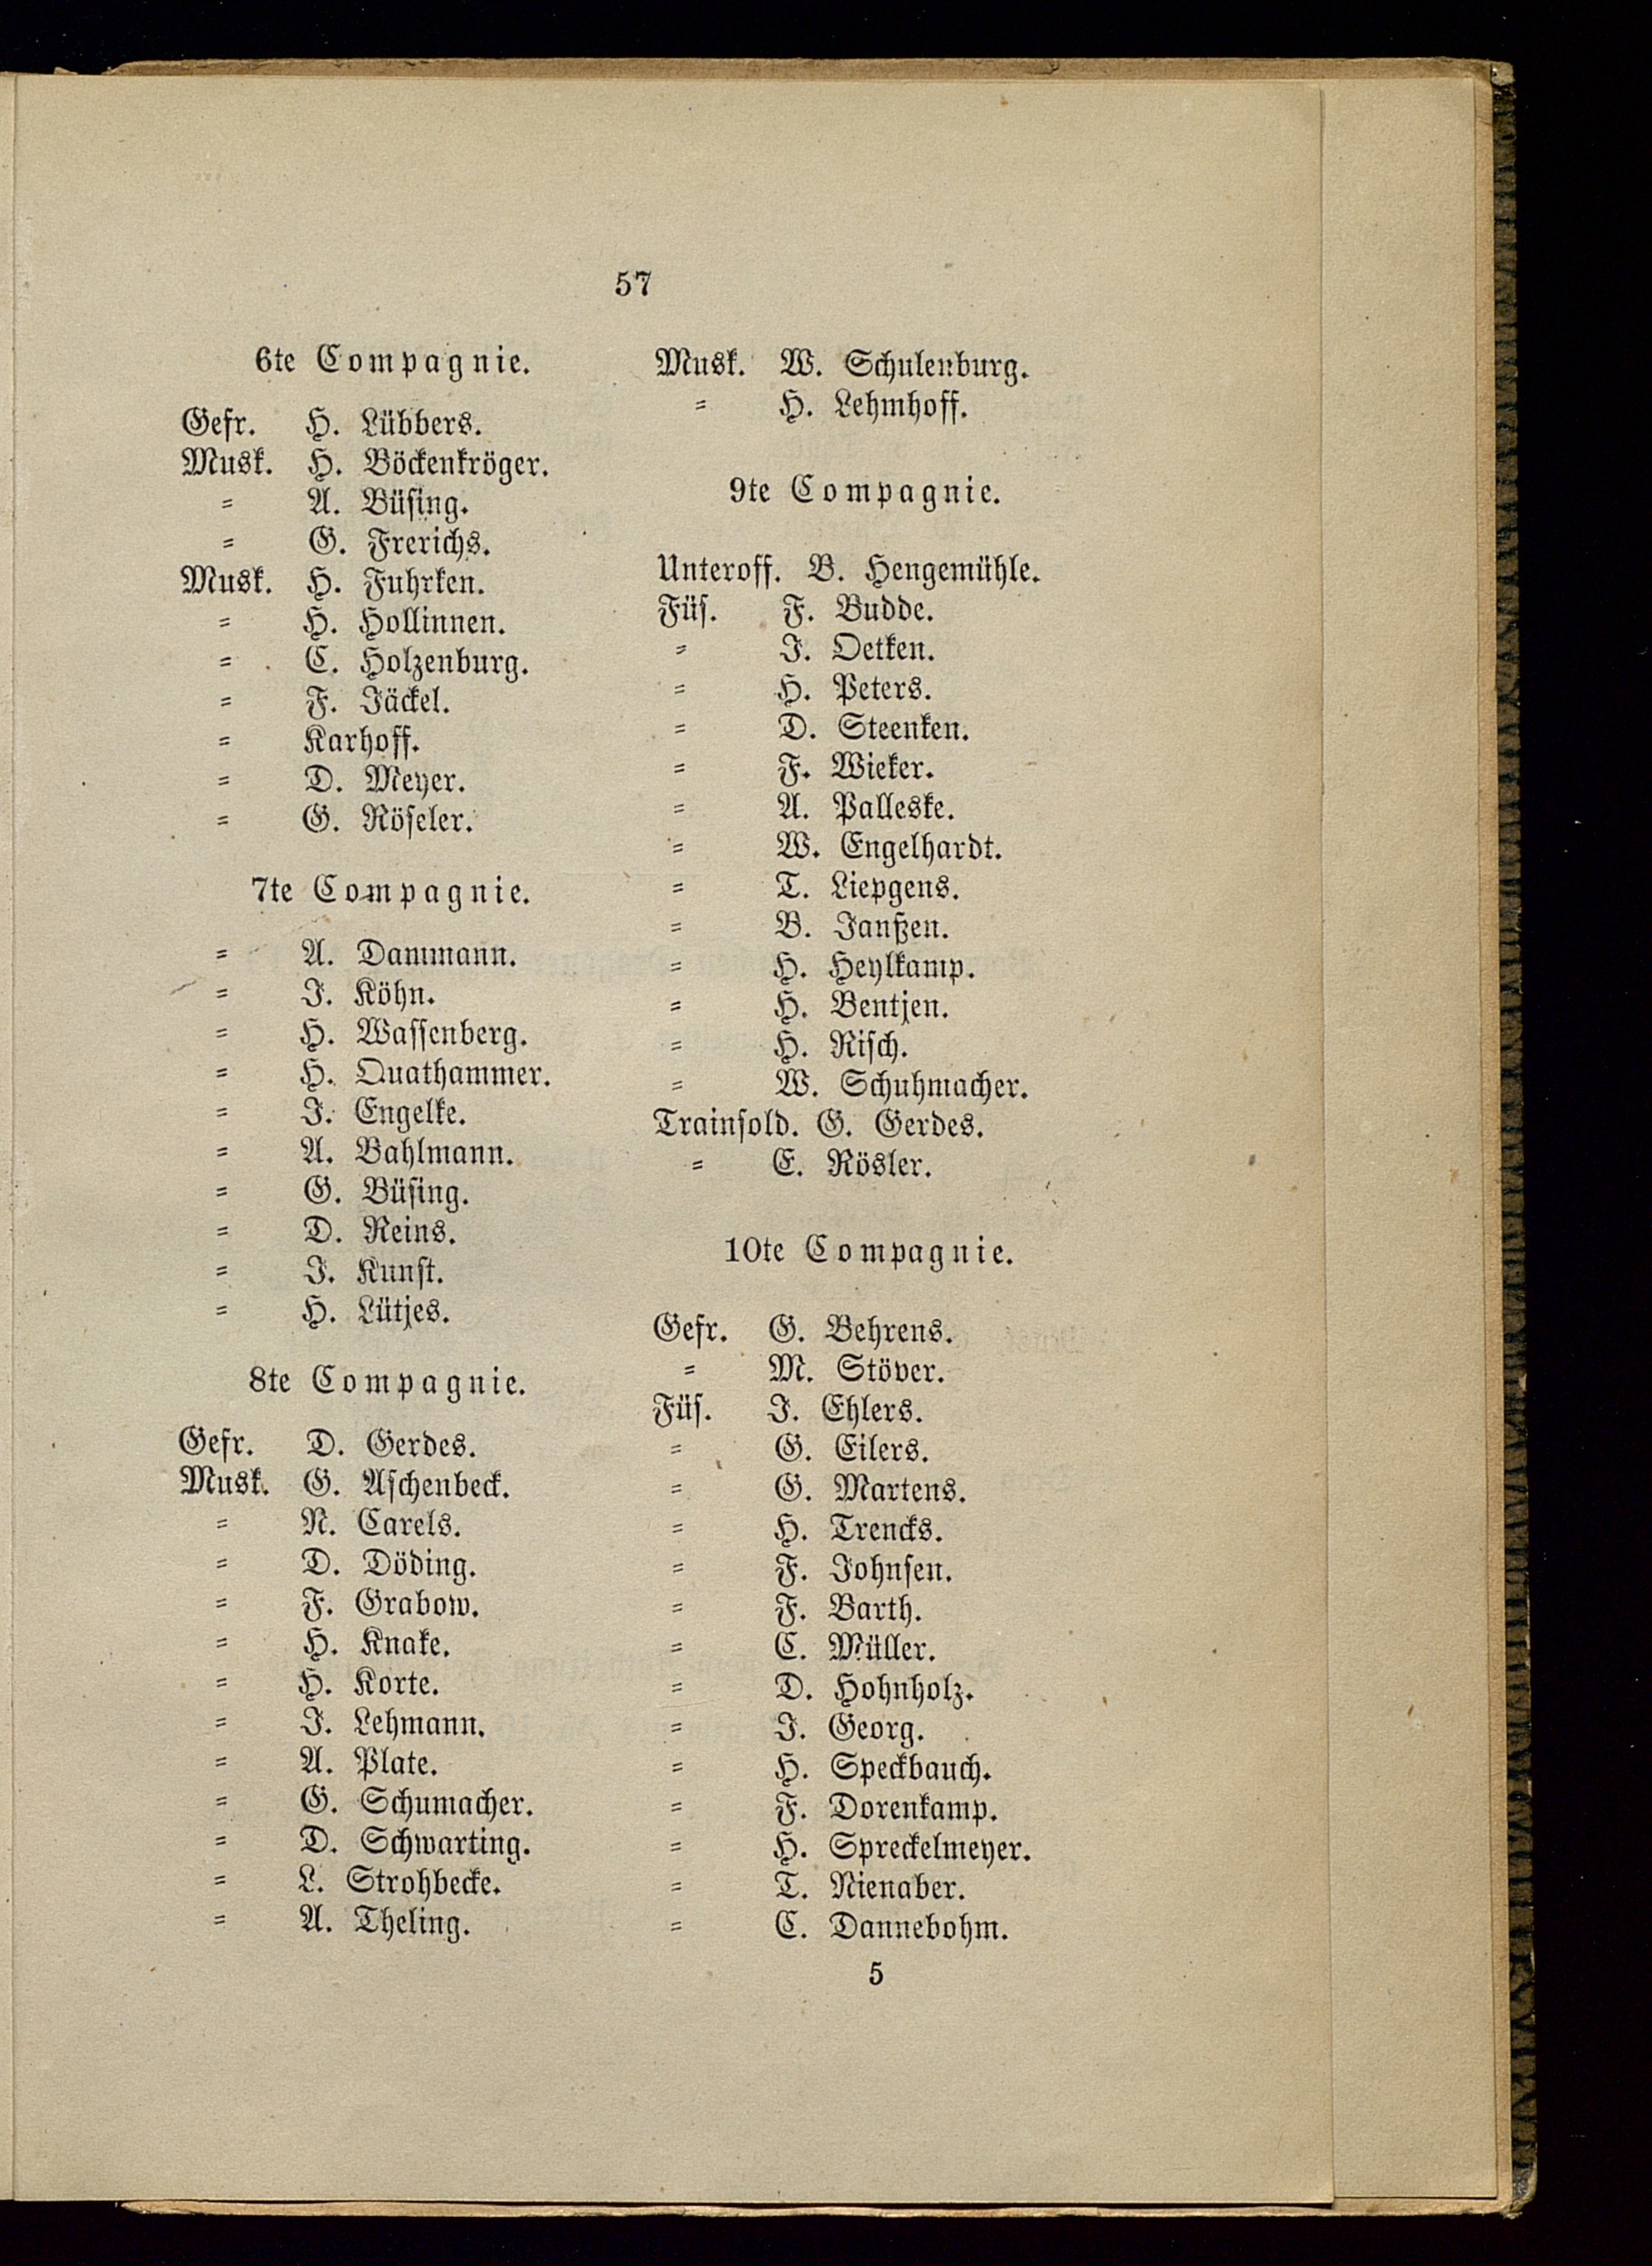 57
6te Compagnie.
Gefr. H. Lübbers.
Musk. H. Böckenkröger.
= A. Büsing.
= G. Frerichs.
Musk. H. Fuhrken.
= H. Hollinnen.
= C. Holzenburg.
= F. Jäckel.
= Karhoff.
= D. Meyer.
= G. Röseler.
7te Compagnie.
= A. Dammann.
= J. Köhn.
= H. Wassenberg.
= H. Quathammer.
= J. Engelke.
= A. Bahlmann.
= G. Büsing.
= D. Reins.
= J. Kunst.
= H. Lütjes.
8te Compagnie.
Gefr. D. Gerdes.
Musk. G. Aschenbeck.
= N. Carels.
= D. Döding.
= F. Grabow.
= H. Knake.
= H. Korte.
= J. Lehmann.
= A. Plate.
= G. Schumacher.
= D. Schwarting.
= L. Strohbecke.
= A. Theling.
Musk. W. Schulenburg.
= H. Lehmhoff.
9te Compagnie.
Unteroff. B. Hengemühle.
Füs. F. Budde.
= J. Oetken.
= H. Peters.
= D. Steenken.
= F. Wieker.
= A. Palleske.
= W. Engelhardt.
= T. Liepgens.
= B. Janßen.
= H. Heylkamp.
= H. Bentjen.
= H. Risch.
= W. Schuhmacher.
Trainsold. G. Gerdes.
= E. Rösler.
10te Compagnie.
Gefr. G. Behrens.
= M. Stöver.
Füs. J. Ehlers.
= G. Eilers.
= G. Martens.
= H. Trencks.
= F. Johnsen.
= F. Barth.
= C. Müller.
= D. Hohnholz.
= J. Georg.
= H. Speckbauch.
= F. Dorenkamp.
= H. Spreckelmeyer.
= T. Nienaber.
= C. Dannebohm.
5